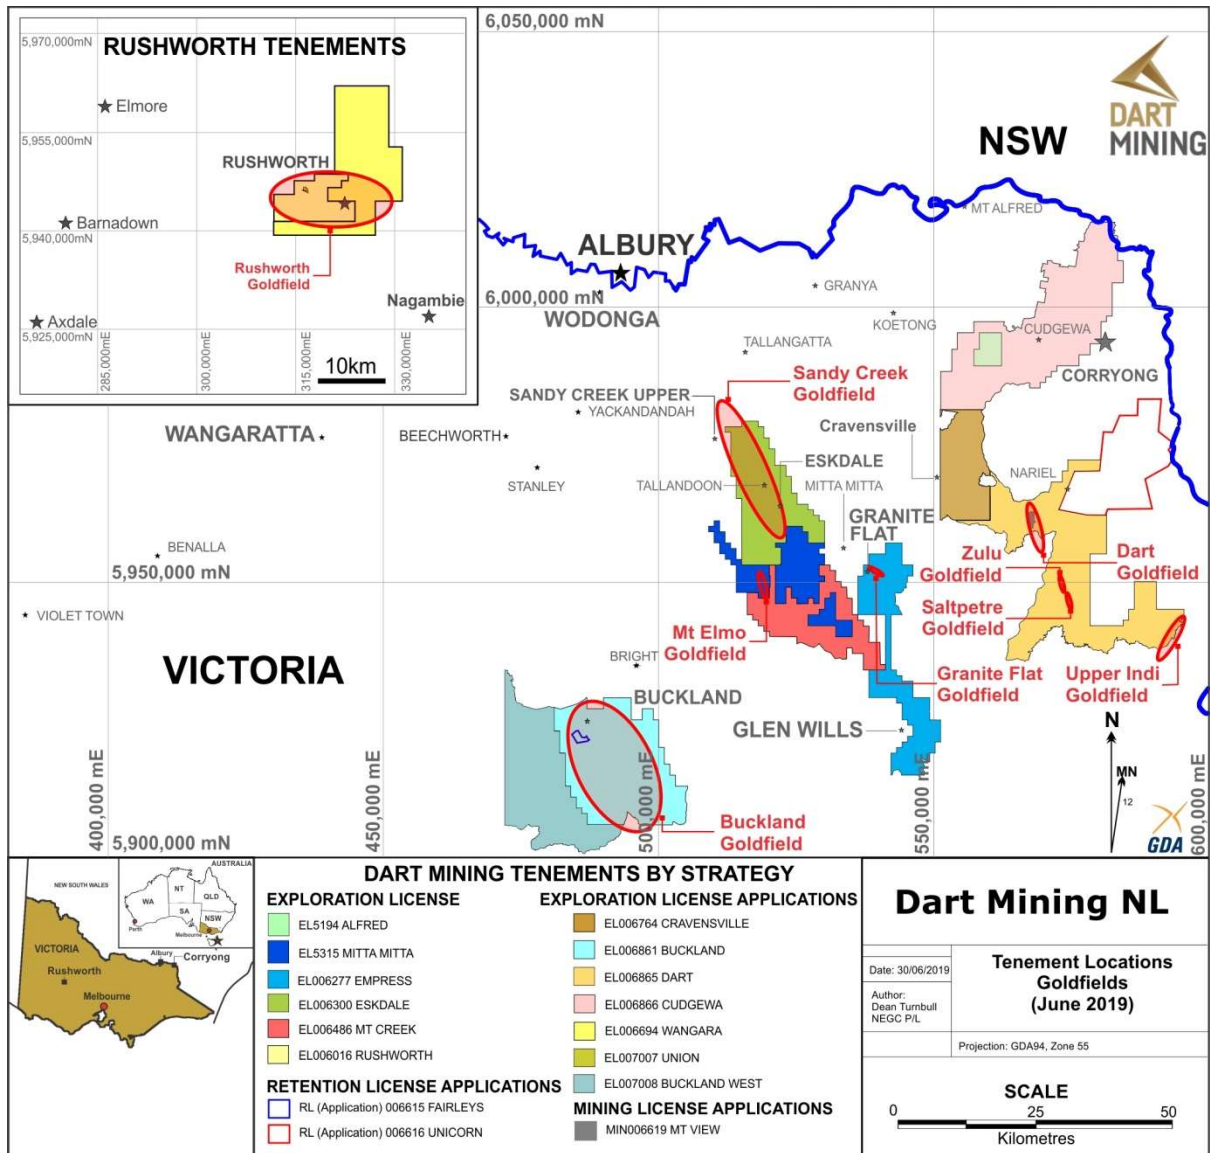 RUSHWORTH TENEMENTS
5,970,000mN
Elmore
5,955,000mN
RUSHWORTH
Barnadown
5,940,000mN
Rushworth
Goldfield
Nagambie
Axdale
5,925,000mN
285,000mE
300,000mE
315,000mE
330,000mE
10km
6,050,000 mN
DART
MINING
NSW
MT ALFRED
ALBURY
GRANYA
6,000,000 mN
WODONGA
KOETONG
CUDGEWA
TALLANGATTA
CORRYONG
Sandy Creek
Goldfield
SANDY CREEK UPPER
YACKANDANDAH
Cravensville
WANGARATTA
BEECHWORTH
ESKDALE
NARIEL
STANLEY
TALLANDOON
MITTA MITTA
GRANITE
FLAT
BENALLA
Zulu
Goldfield
Dart
Goldfield
5,950,000 mN
VIOLET TOWN
Saltpetre
Goldfield
Mt Elmo
Goldfield
VICTORIA
BRIGHT
Granite Flat
Goldfield
Upper Indi
Goldfield
BUCKLAND
GLEN WILLS
N
MN
12
400,000 mE
450,000 mE
500,000 mE
550,000 mE
600,000 mE
Buckland
Goldfield
5,900,000 mN
GDA
NEW SOUTH WALES
AUSTRALIA
NT
QLD
WA
SA
NSW
Perth
Melbourne
VICTORIA
Albury
Corryong
Rushworth
Melbourne
DART MINING TENEMENTS BY STRATEGY
EXPLORATION LICENSE
EL5194 ALFRED
EL5315 MITTA MITTA
EL006277 EMPRESS
EL006300 ESKDALE
EL006486 MT CREEK
EL006016 RUSHWORTH
RETENTION LICENSE APPLICATIONS
RL (Application) 006615 FAIRLEYS
RL (Application) 006616 UNICORN
EXPLORATION LICENSE APPLICATIONS
EL006764 CRAVENSVILLE
EL006861 BUCKLAND
EL006865 DART
EL006866 CUDGEWA
EL006694 WANGARA
EL007007 UNION
EL007008 BUCKLAND WEST
MINING LICENSE APPLICATIONS
MIN006619 MT VIEW
Dart Mining NL
Date: 30/06/2019
Author:
Dean Turnbull
NEGC P/L
Tenement Locations
Goldfields
(June 2019)
Projection: GDA94, Zone 55
SCALE
0 25 50
Kilometres